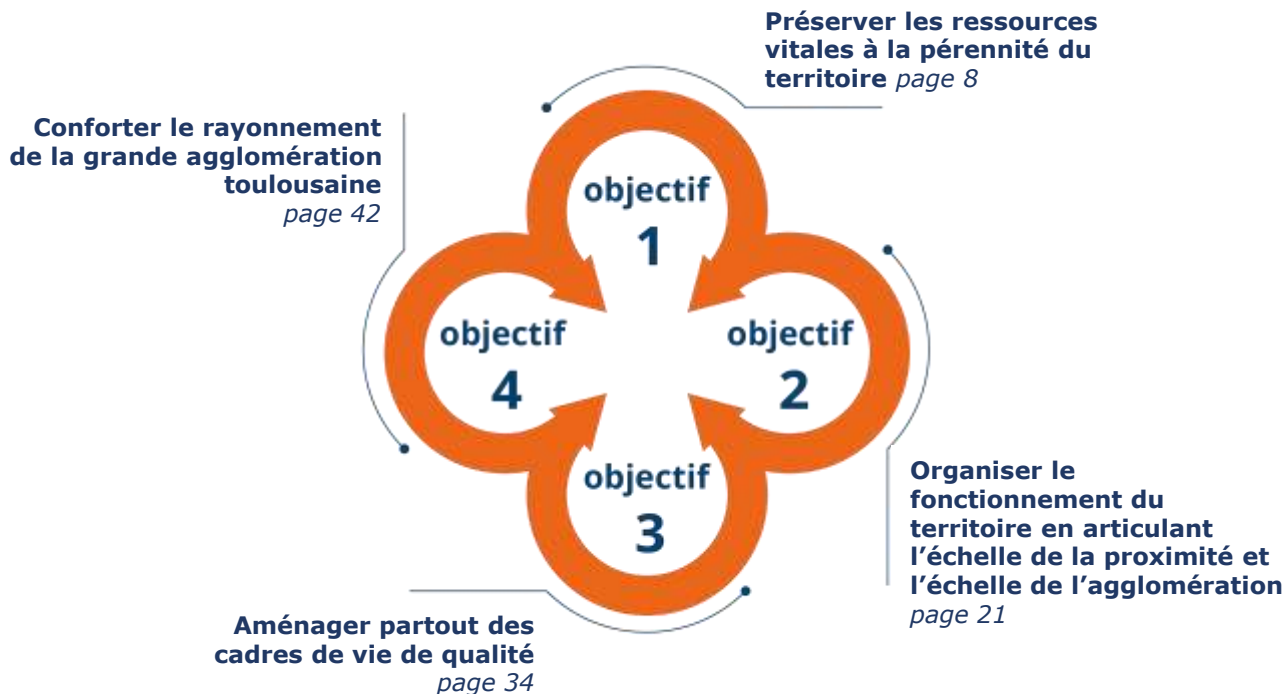 Préserver les ressources
vitales à la pérennité du
territoire page 8
Conforter le rayonnement
de la grande agglomération
toulousaine
page 42
objectif
1
objectif
4
objectif
2
objectif
3
Organiser le
fonctionnement du
territoire en articulant
l’échelle de la proximité et
l’échelle de l’agglomération
page 21
Aménager partout des
cadres de vie de qualité
page 34